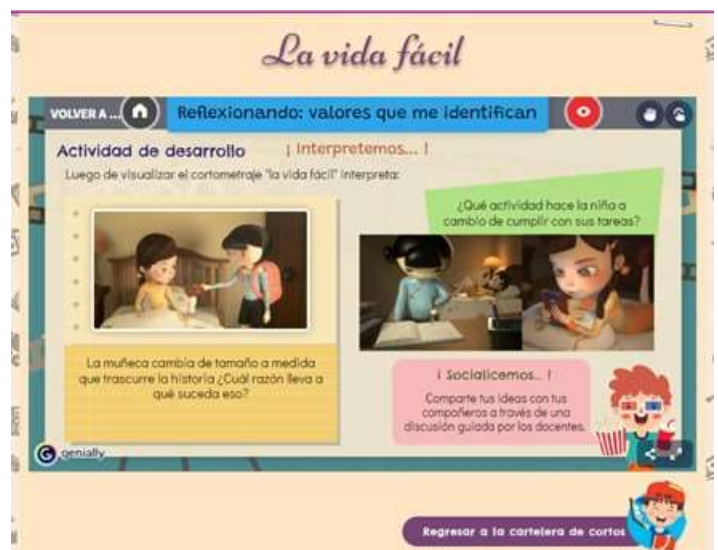 La vida fácil
VOLVER A ...
Reflexionando: valores que me identifican
Actividad de desarrollo
¡ Interpretemos... !
Luego de visualizar el cortometraje "la vida fácil" interpreta:
¿Qué actividad hace la niña a
cambio de cumplir con sus tareas?
La muñeca cambia de tamaño a medida
que trascurre la historia ¿Cuál razón lleva a
qué suceda eso?
¡ Socialicemos... !
Comparte tus ideas con tus
compañeros a través de una
discusión guiada por los docentes.
genially
Regresar a la cartelera de cortos